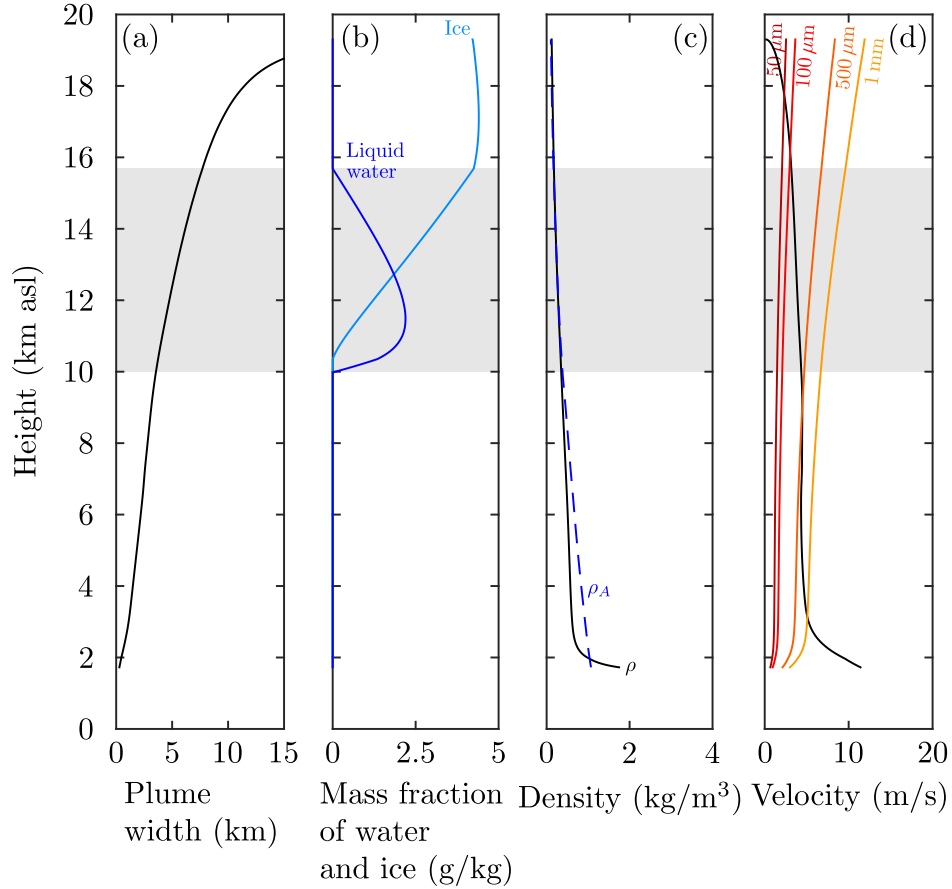 20
18
16
14
12
10
8
6
4
2
0
Height (km asl)
(a)
0 5 10 15
Plume
width (km)
(b)
Ice
Liquid
water
0 2.5 5
Mass fraction
of water
and ice (g/kg)
(c)
ρ_A
ρ
0 2 4
Density (kg/m³)
(d)
50 μm
100 μm
500 μm
1 mm
0 10 20
Velocity (m/s)